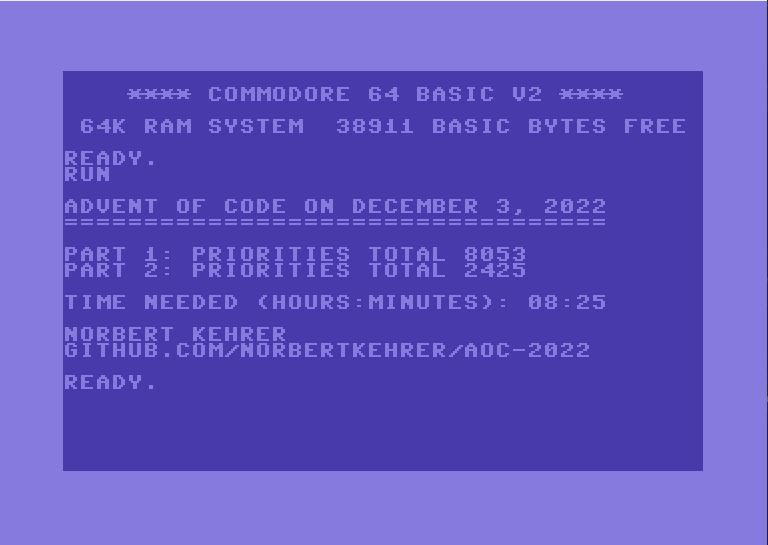 **** COMMODORE 64 BASIC V2 ****
64K RAM SYSTEM  38911 BASIC BYTES FREE
READY.
RUN
ADVENT OF CODE ON DECEMBER 3, 2022
==================================
PART 1: PRIORITIES TOTAL 8053
PART 2: PRIORITIES TOTAL 2425
TIME NEEDED (HOURS:MINUTES): 08:25
NORBERT KEHRER
GITHUB.COM/NORBERTKEHRER/AOC-2022
READY.